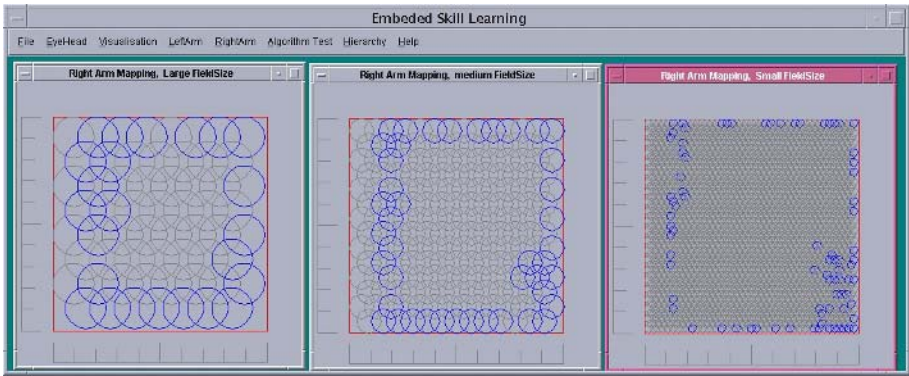 Embeded Skill Learning
File EyeHead Visualisation LeftArm RightArm Algorithm Test Hierarchy Help
Right Arm Mapping, Large FieldSize
Right Arm Mapping, medium FieldSize
Right Arm Mapping, Small FieldSize